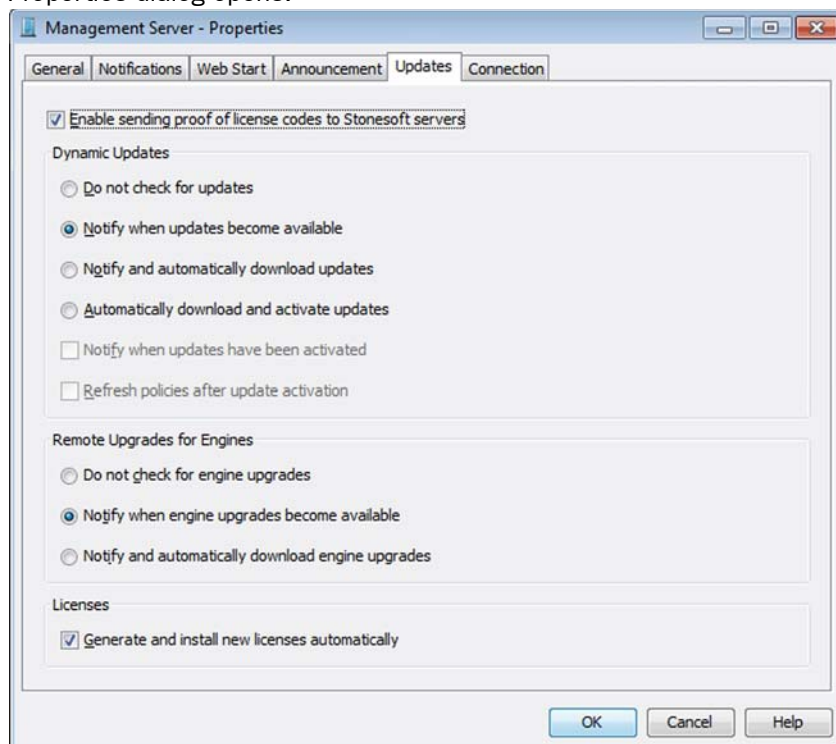 Management Server - Properties
General Notifications Web Start Announcement Updates Connection
Enable sending proof of license codes to Stonesoft servers
Dynamic Updates
Do not check for updates
Notify when updates become available
Notify and automatically download updates
Automatically download and activate updates
Notify when updates have been activated
Refresh policies after update activation
Remote Upgrades for Engines
Do not check for engine upgrades
Notify when engine upgrades become available
Notify and automatically download engine upgrades
Licenses
Generate and install new licenses automatically
OK Cancel Help